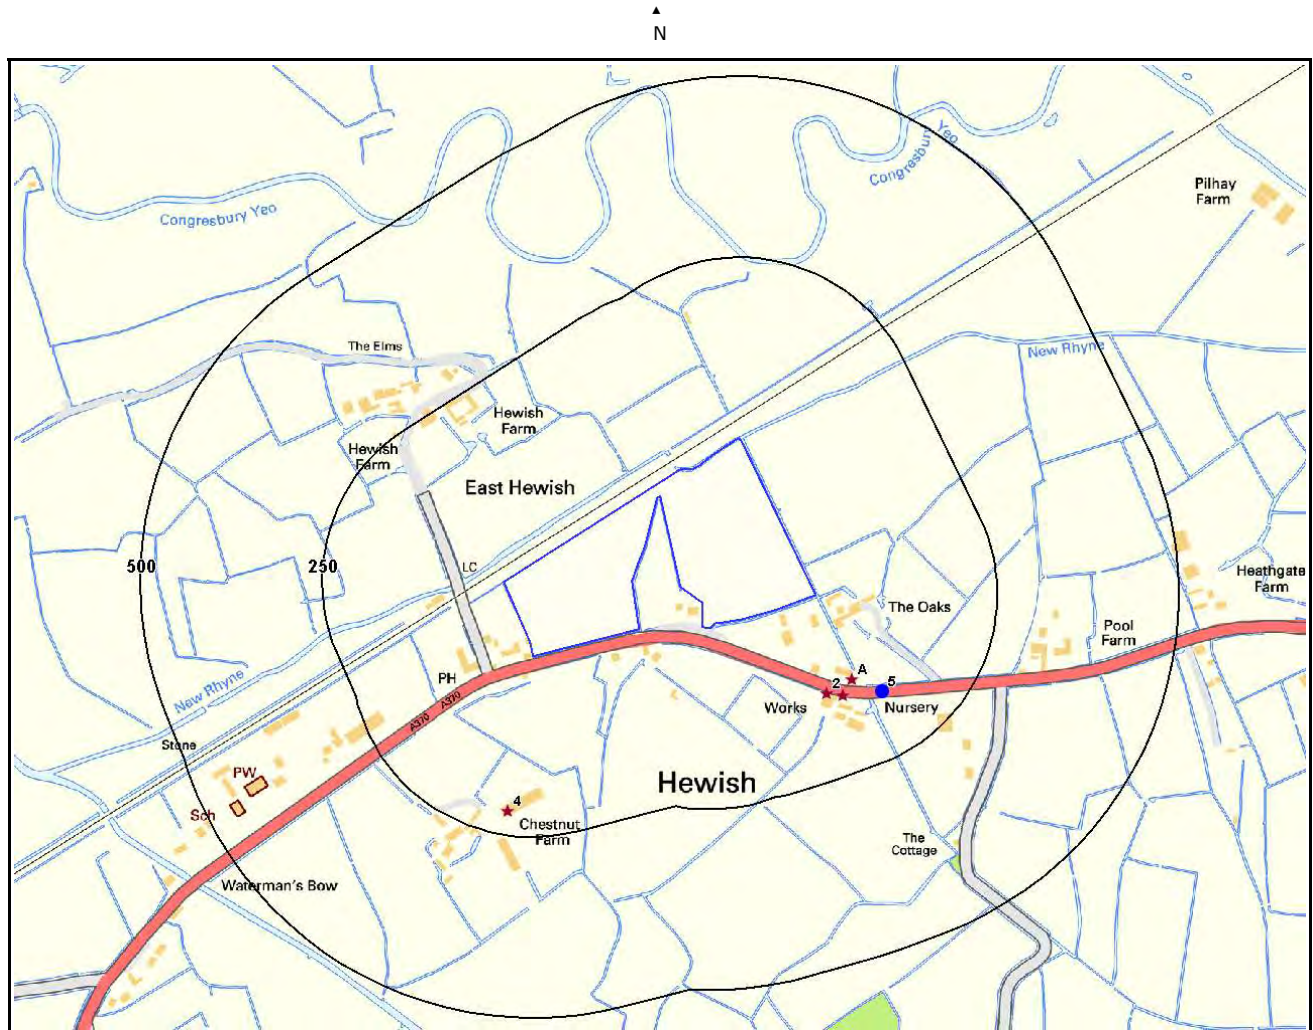 N
Congresbury Yeo
Congresbury Yeo
Pilhay
Farm
The Elms
New Rhyne
Hewish
Farm
Hewish
Farm
East Hewish
500
250
LC
Heathgate
Farm
The Oaks
Pool
Farm
PH
A
2
5
Works
Nursery
New Rhyne
A370
A370
Stone
PW
Sch
Hewish
4
Chestnut
Farm
The
Cottage
Waterman's Bow